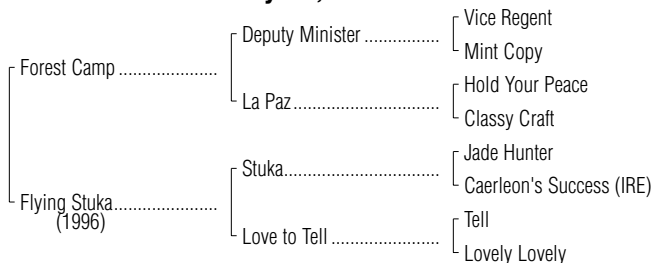 Vice Regent
Deputy Minister ..................
Mint Copy
Forest Camp .....................
Hold Your Peace
La Paz...................................
Classy Craft
Jade Hunter
Stuka.....................................
Caerleon's Success (IRE)
Flying Stuka......................
(1996)
Tell
Love to Tell .........................
Lovely Lovely